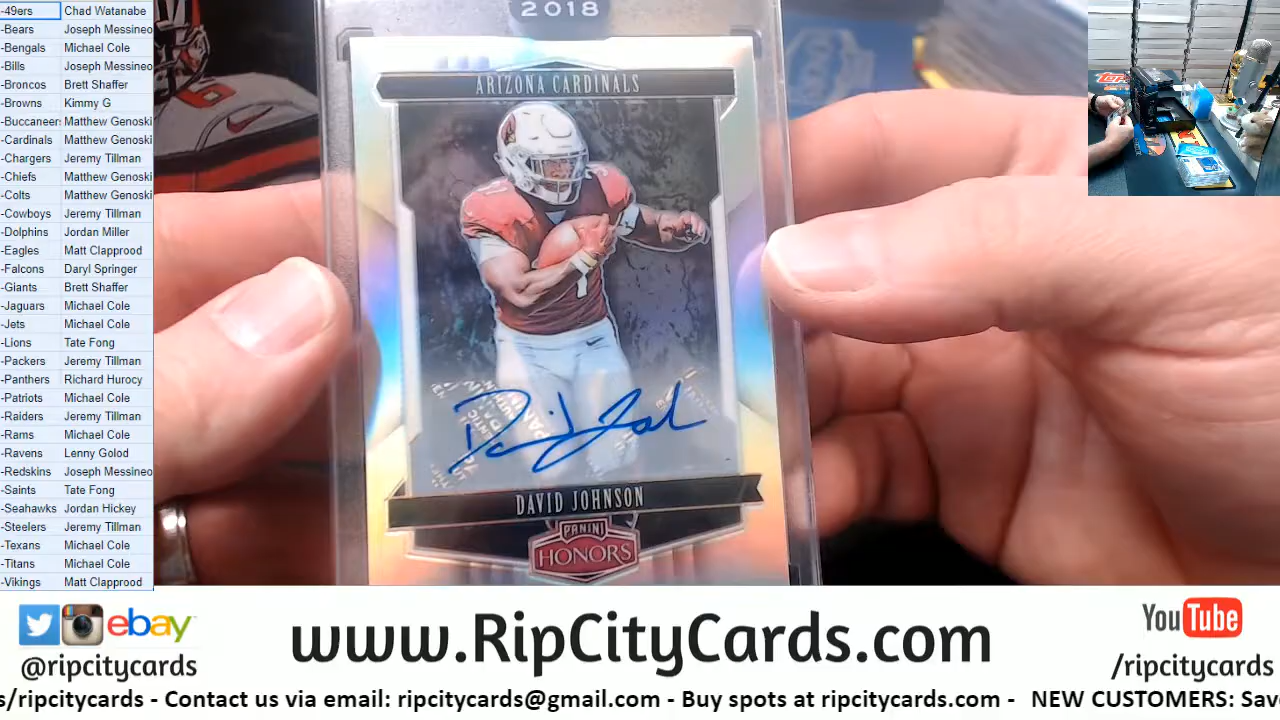 -49ers Chad Watanabe
-Bears Joseph Messineo
-Bengals Michael Cole
-Bills Joseph Messineo
-Broncos Brett Shaffer
-Browns Kimmy G
-Buccaneer Matthew Genoski
-Cardinals Matthew Genoski
-Chargers Jeremy Tillman
-Chiefs Matthew Genoski
-Colts Matthew Genoski
-Cowboys Jeremy Tillman
-Dolphins Jordan Miller
-Eagles Matt Clapprood
-Falcons Daryl Springer
-Giants Brett Shaffer
-Jaguars Michael Cole
-Jets Michael Cole
-Lions Tate Fong
-Packers Jeremy Tillman
-Panthers Richard Hurocy
-Patriots Michael Cole
-Raiders Jeremy Tillman
-Rams Michael Cole
-Ravens Lenny Golod
-Redskins Joseph Messineo
-Saints Tate Fong
-Seahawks Jordan Hickey
-Steelers Jeremy Tillman
-Texans Michael Cole
-Titans Michael Cole
-Vikings Matt Clapprood
2018
ARIZONA CARDINALS
DAVID JOHNSON
PANINI
HONORS
ebay
@ripcitycards
www.RipCityCards.com
YouTube
/ripcitycards
s/ripcitycards - Contact us via email: ripcitycards@gmail.com - Buy spots at ripcitycards.com - NEW CUSTOMERS: Sav